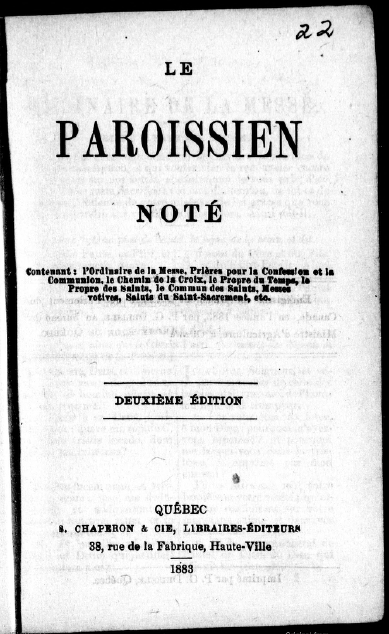 22
LE
PAROISSIEN
NOTÉ
Contenant : l'Ordinaire de la Messe, Prières pour la Confession et la
Communion, le Chemin de la Croix, le Propre du Temps, le
Propre des Saints, le Commun des Saints, Messes
votives, Saluts du Saint-Sacrement, etc.
DEUXIÈME ÉDITION
QUÉBEC
S. CHAPERON & CIE, LIBRAIRES-ÉDITEURS
38, rue de la Fabrique, Haute-Ville
1883